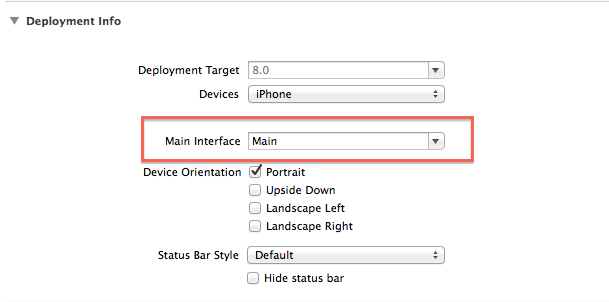 Deployment Info
Deployment Target 8.0
Devices iPhone
Main Interface Main
Device Orientation Portrait
Upside Down
Landscape Left
Landscape Right
Status Bar Style Default
Hide status bar